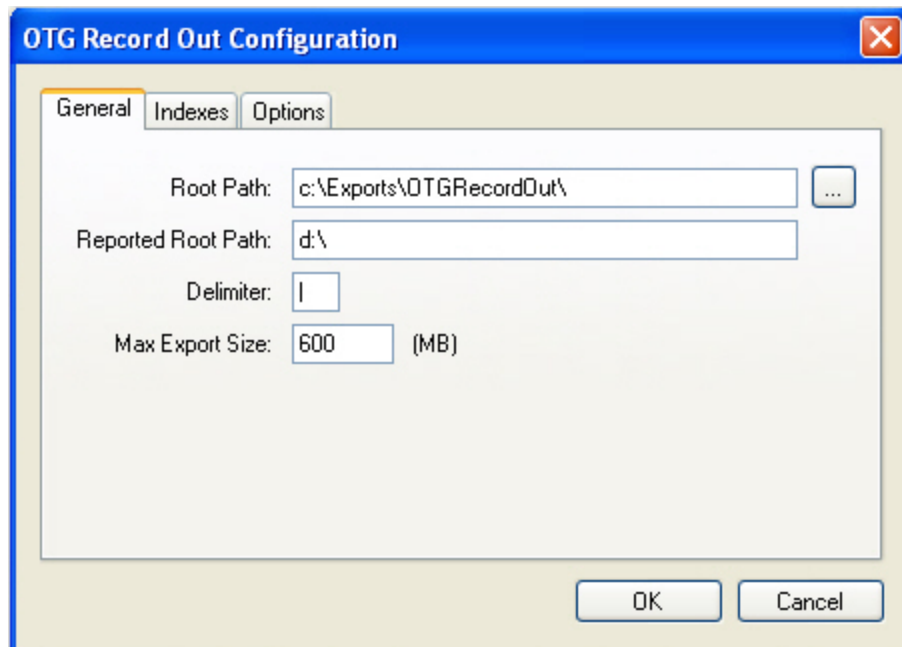 OTG Record Out Configuration
General Indexes Options
Root Path: c:\Exports\OTGRecordOut\ ...
Reported Root Path: d:\
Delimiter: |
Max Export Size: 600 (MB)
OK Cancel